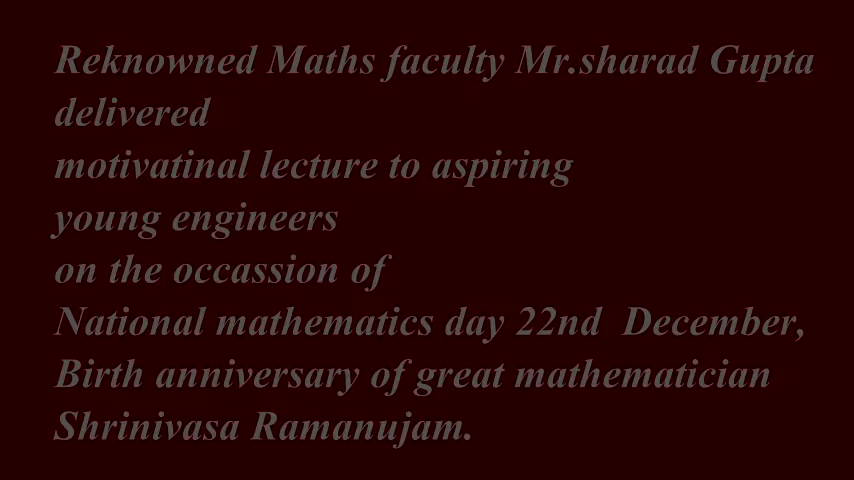 Reknowned Maths faculty Mr.sharad Gupta
delivered
motivatinal lecture to aspiring
young engineers
on the occassion of
National mathematics day 22nd  December,
Birth anniversary of great mathematician
Shrinivasa Ramanujam.